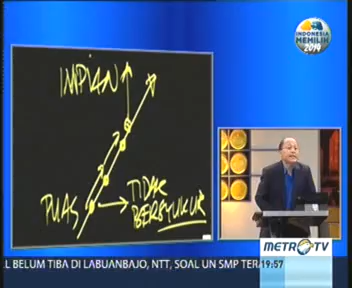 INDONESIA
MEMILIH
2014
IMPIAN
PUAS
TIDAK
BERSYUKUR
METRO TV
L BELUM TIBA DI LABUANBAJO, NTT, SOAL UN SMP TER
19:57